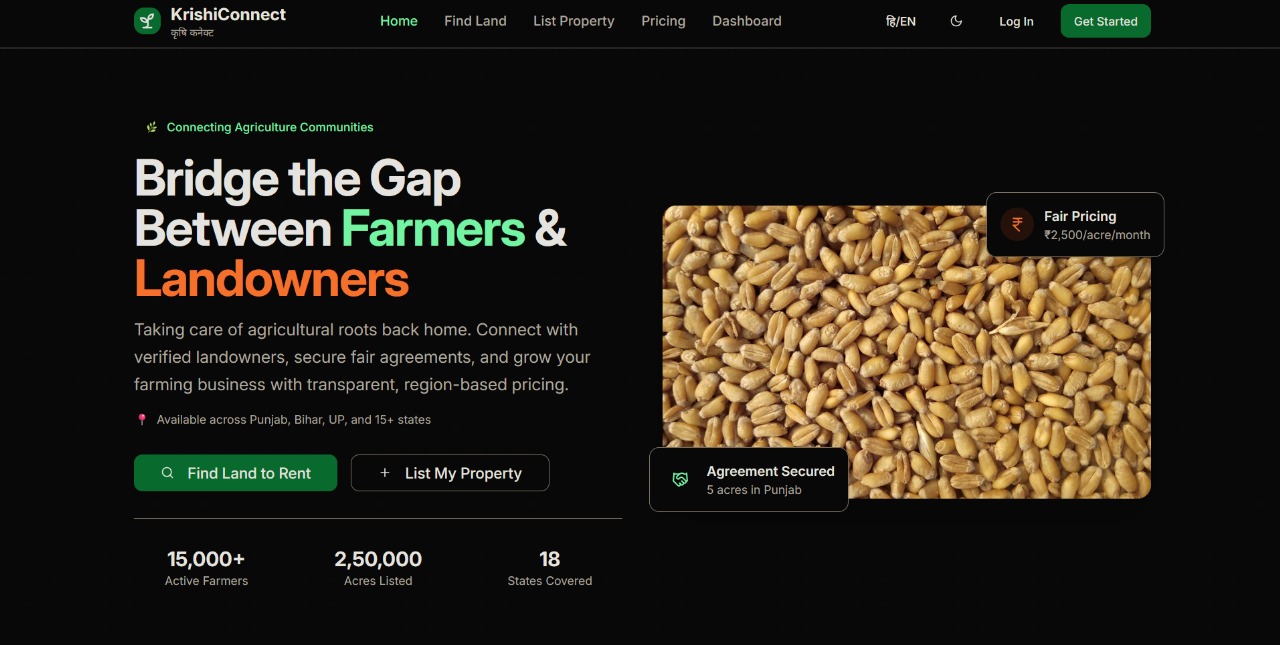 KrishiConnect
कृषि कनेक्ट
Home
Find Land
List Property
Pricing
Dashboard
हि/EN
Log In
Get Started
Connecting Agriculture Communities
Bridge the Gap
Between Farmers &
Landowners
Taking care of agricultural roots back home. Connect with
verified landowners, secure fair agreements, and grow your
farming business with transparent, region-based pricing.
Available across Punjab, Bihar, UP, and 15+ states
Find Land to Rent
+ List My Property
15,000+
Active Farmers
2,50,000
Acres Listed
18
States Covered
₹
Fair Pricing
₹2,500/acre/month
Agreement Secured
5 acres in Punjab